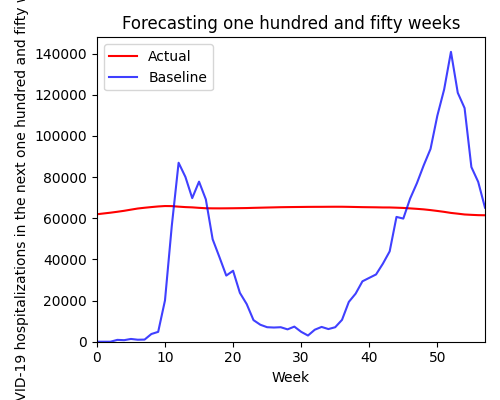 Forecasting one hundred and fifty weeks
Actual
Baseline
VID-19 hospitalizations in the next one hundred and fifty
140000
120000
100000
80000
60000
40000
20000
0
0 10 20 30 40 50
Week